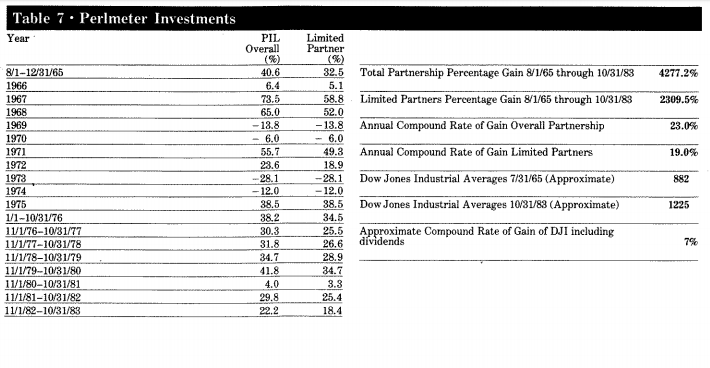 Table 7 · Perlmeter Investments
Year PIL Overall (%) Limited Partner (%)
8/1–12/31/65 40.6 32.5
1966 6.4 5.1
1967 73.5 58.8
1968 65.0 52.0
1969 –13.8 –13.8
1970 – 6.0 – 6.0
1971 55.7 49.3
1972 23.6 18.9
1973 –28.1 –28.1
1974 –12.0 –12.0
1975 38.5 38.5
1/1–10/31/76 38.2 34.5
11/1/76–10/31/77 30.3 25.5
11/1/77–10/31/78 31.8 26.6
11/1/78–10/31/79 34.7 28.9
11/1/79–10/31/80 41.8 34.7
11/1/80–10/31/81 4.0 3.3
11/1/81–10/31/82 29.8 25.4
11/1/82–10/31/83 22.2 18.4
Total Partnership Percentage Gain 8/1/65 through 10/31/83 4277.2%
Limited Partners Percentage Gain 8/1/65 through 10/31/83 2309.5%
Annual Compound Rate of Gain Overall Partnership 23.0%
Annual Compound Rate of Gain Limited Partners 19.0%
Dow Jones Industrial Averages 7/31/65 (Approximate) 882
Dow Jones Industrial Averages 10/31/83 (Approximate) 1225
Approximate Compound Rate of Gain of DJI including
dividends 7%